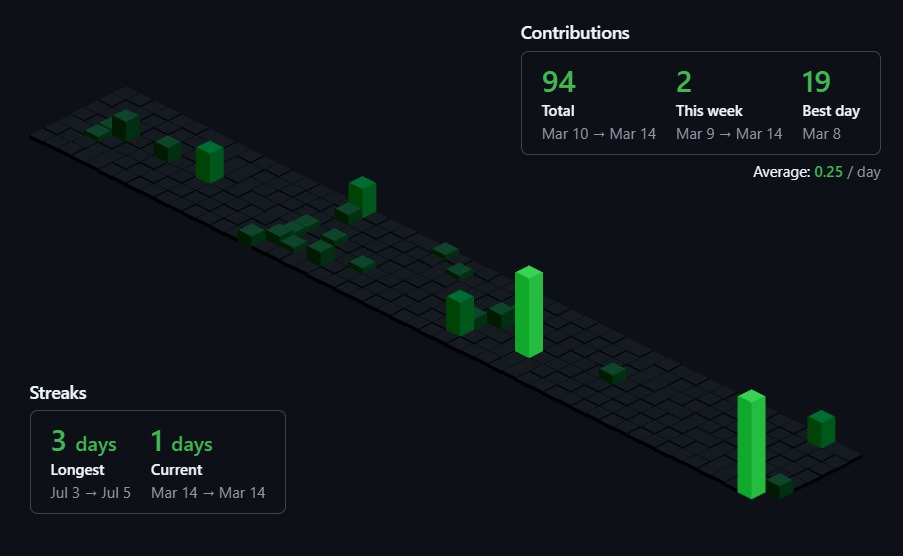 Contributions
94 2 19
Total This week Best day
Mar 10 → Mar 14 Mar 9 → Mar 14 Mar 8
Average: 0.25 / day
Streaks
3 days 1 days
Longest Current
Jul 3 → Jul 5 Mar 14 → Mar 14